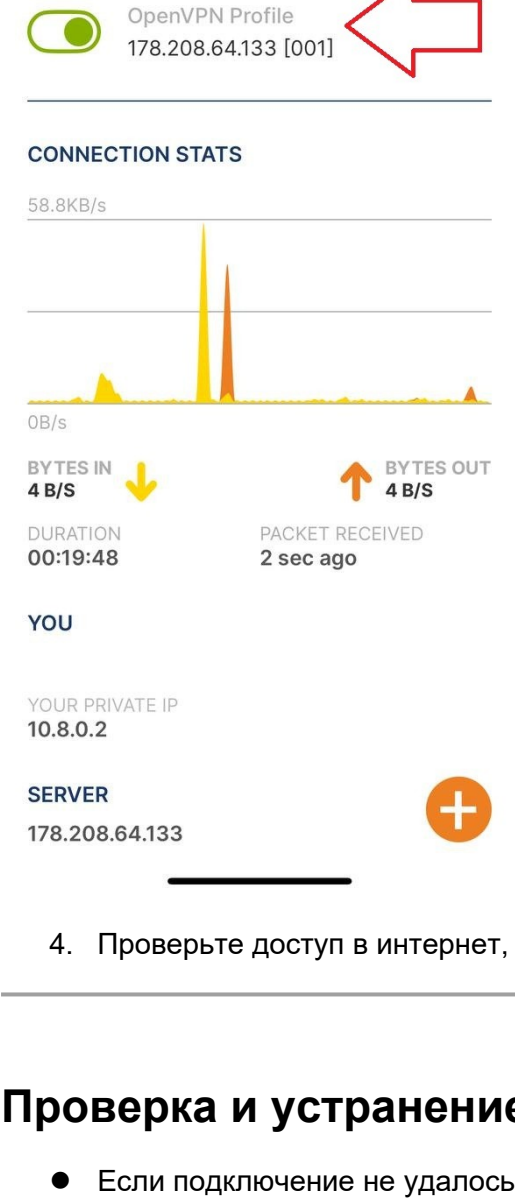 OpenVPN Profile
178.208.64.133 [001]
CONNECTION STATS
58.8KB/s
0B/s
BYTES IN
4 B/S
BYTES OUT
4 B/S
DURATION
00:19:48
PACKET RECEIVED
2 sec ago
YOU
YOUR PRIVATE IP
10.8.0.2
SERVER
178.208.64.133
4. Проверьте доступ в интернет,
Проверка и устранение
● Если подключение не удалось